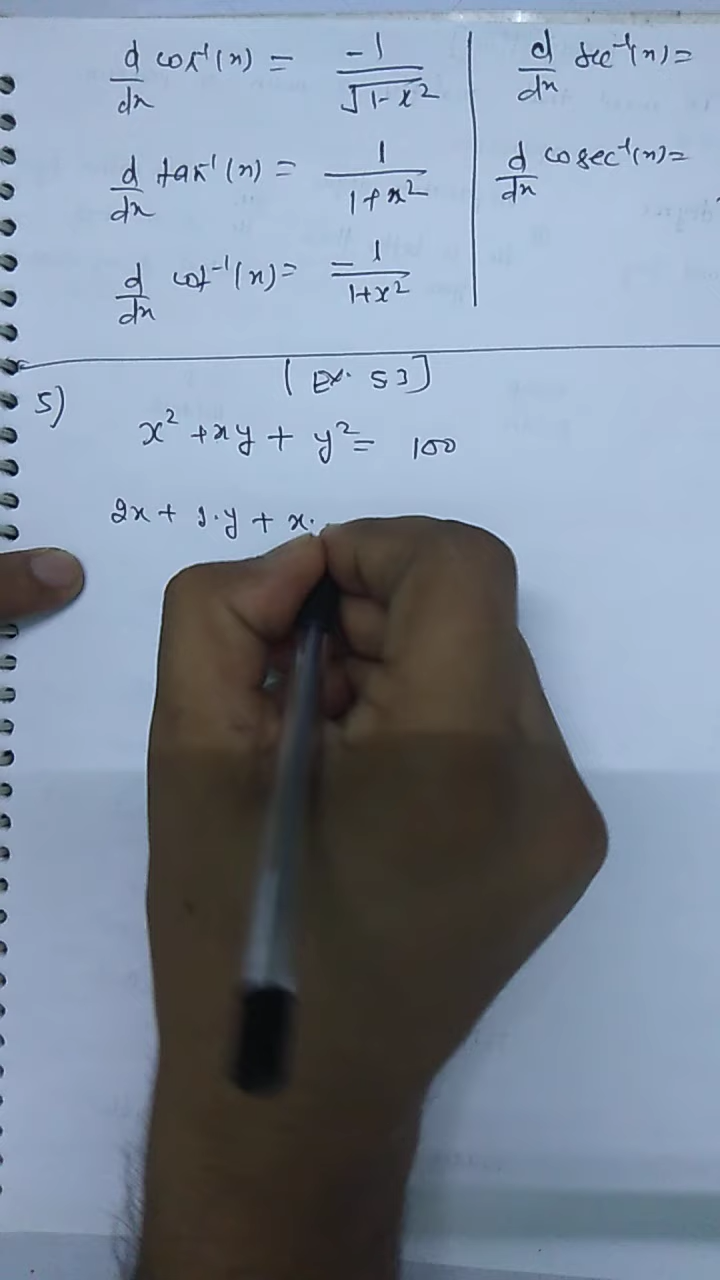 d/dx cos⁻¹(x) = -1/√1-x²
d/dx tan⁻¹(x) = 1/1+x²
d/dx cot⁻¹(x) = -1/1+x²
d/dx sec⁻¹(x) =
d/dx cosec⁻¹(x) =
[Ex. 5.3]
5)
x² + xy + y² = 100
2x + 1.y + x.